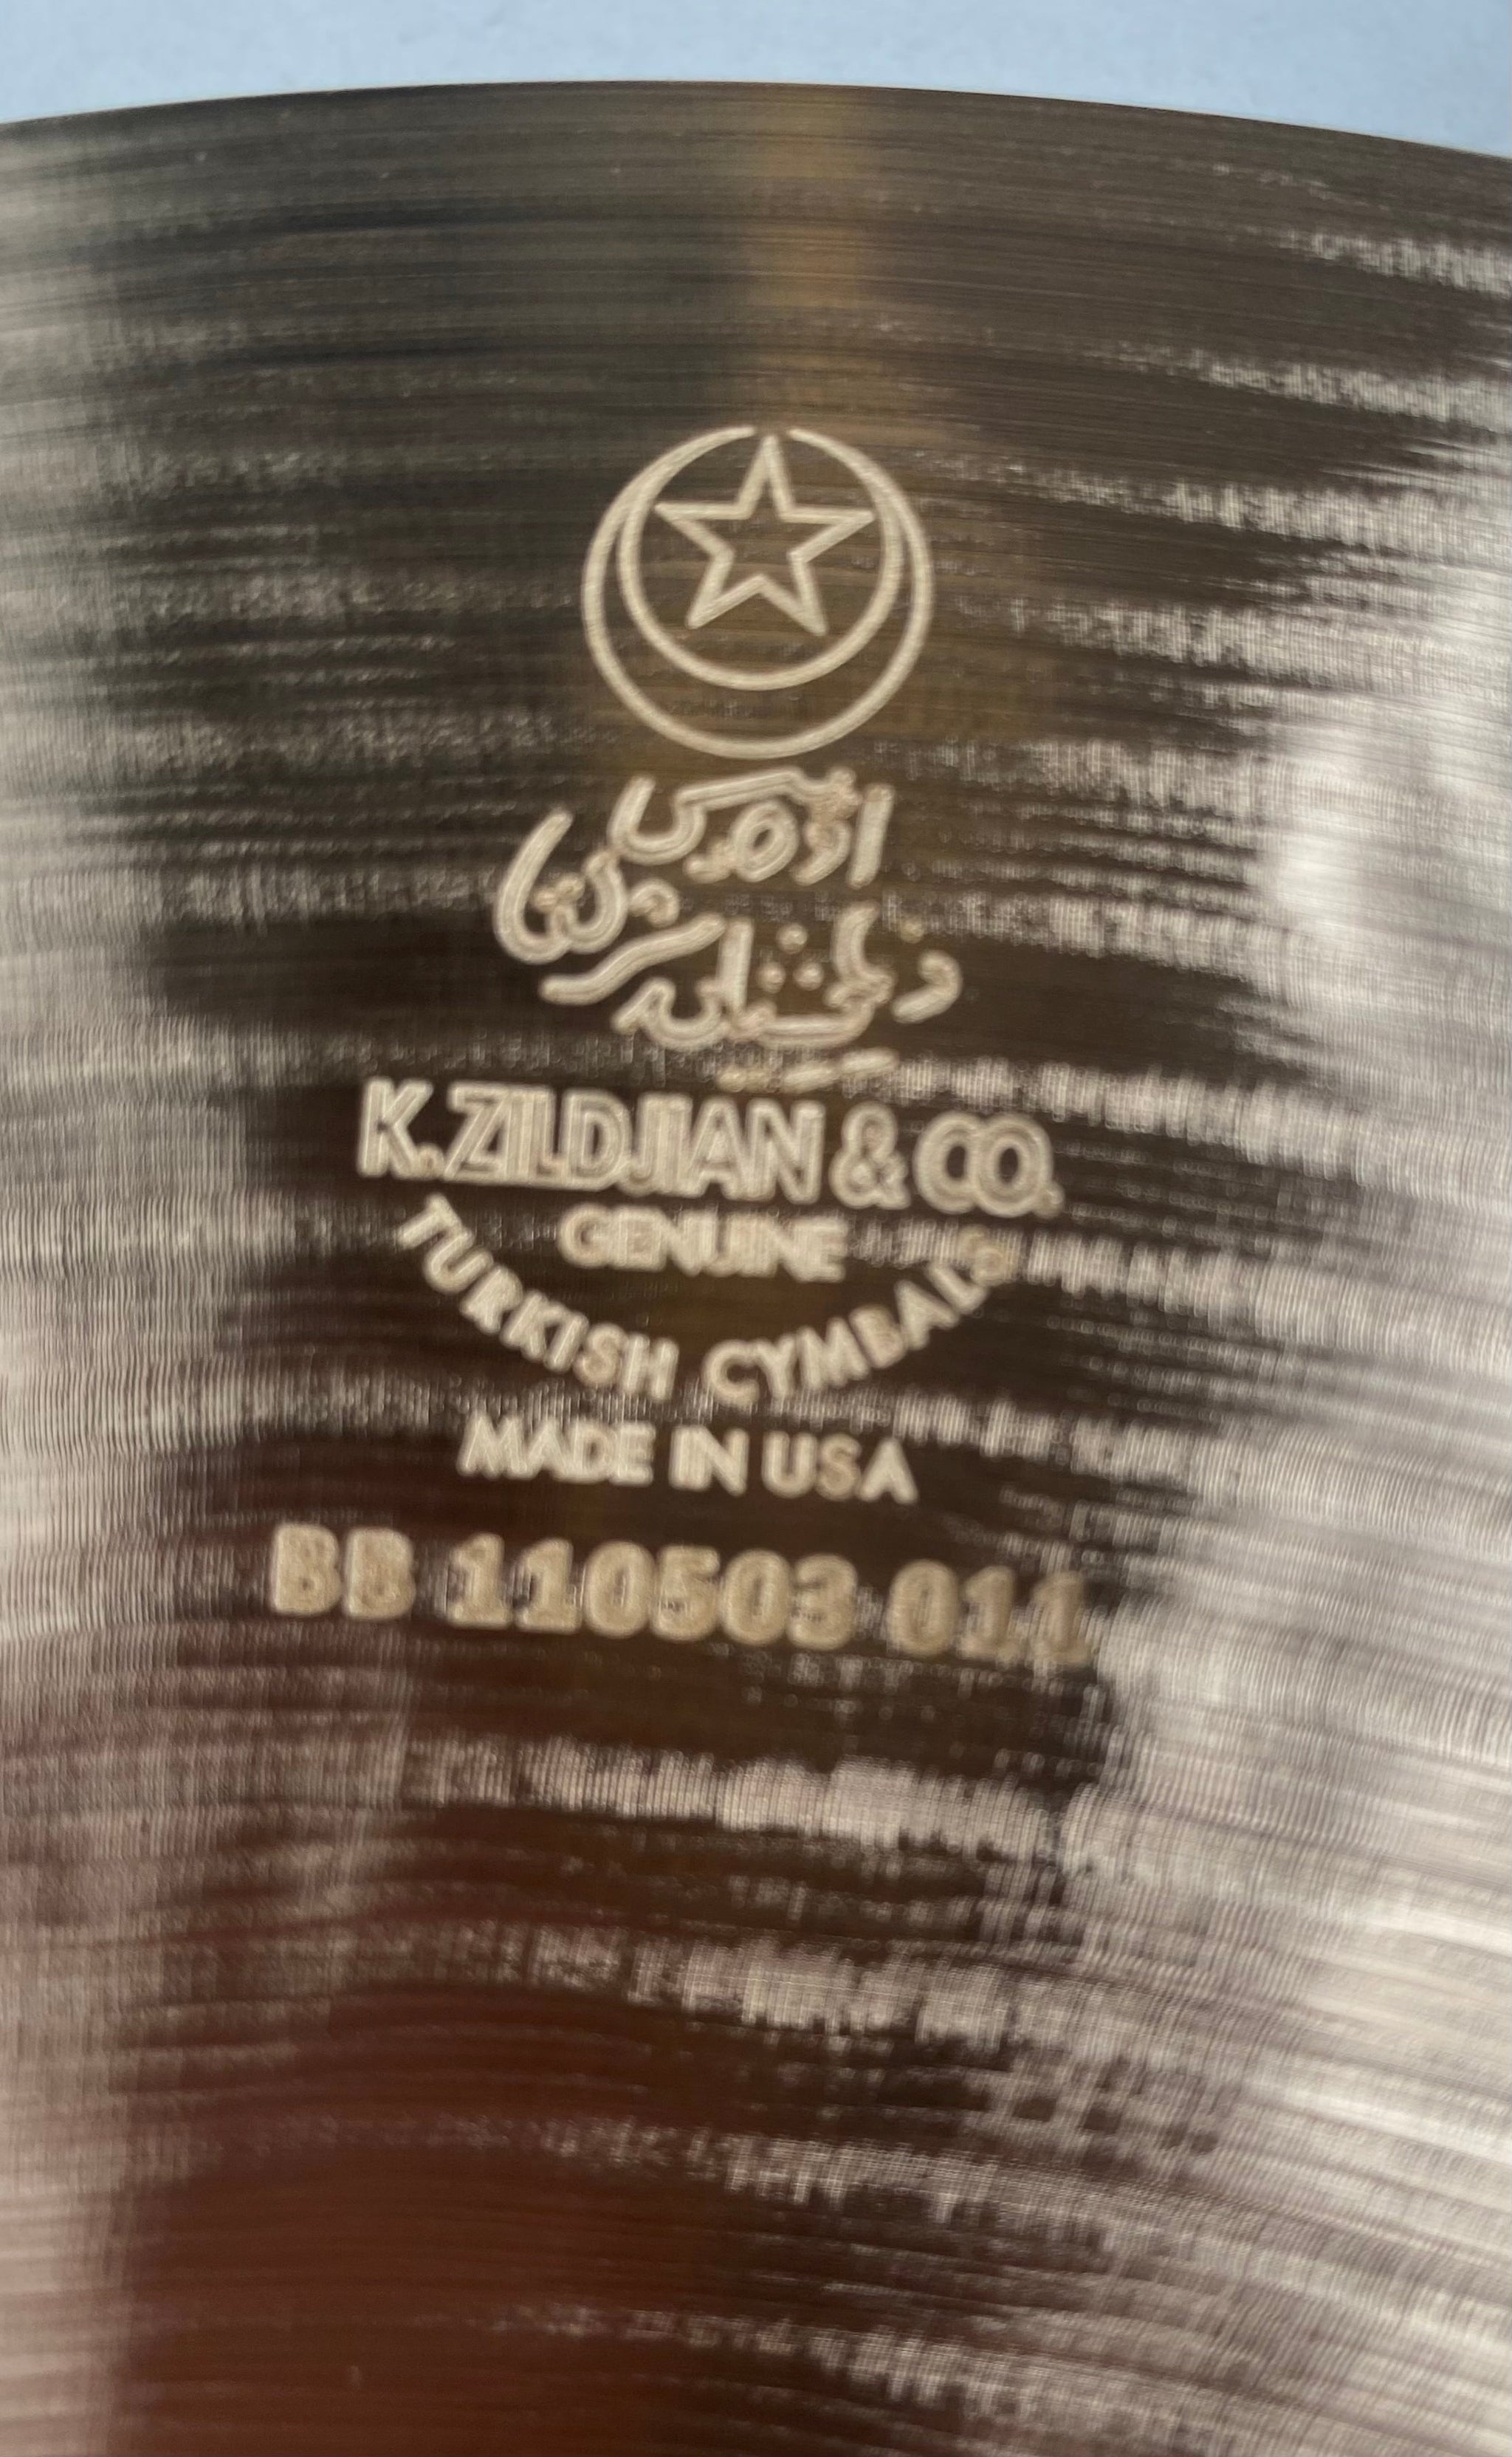 K. ZILDJIAN & CO.
GENUINE
TURKISH CYMBALS
MADE IN USA
BB 110503 011